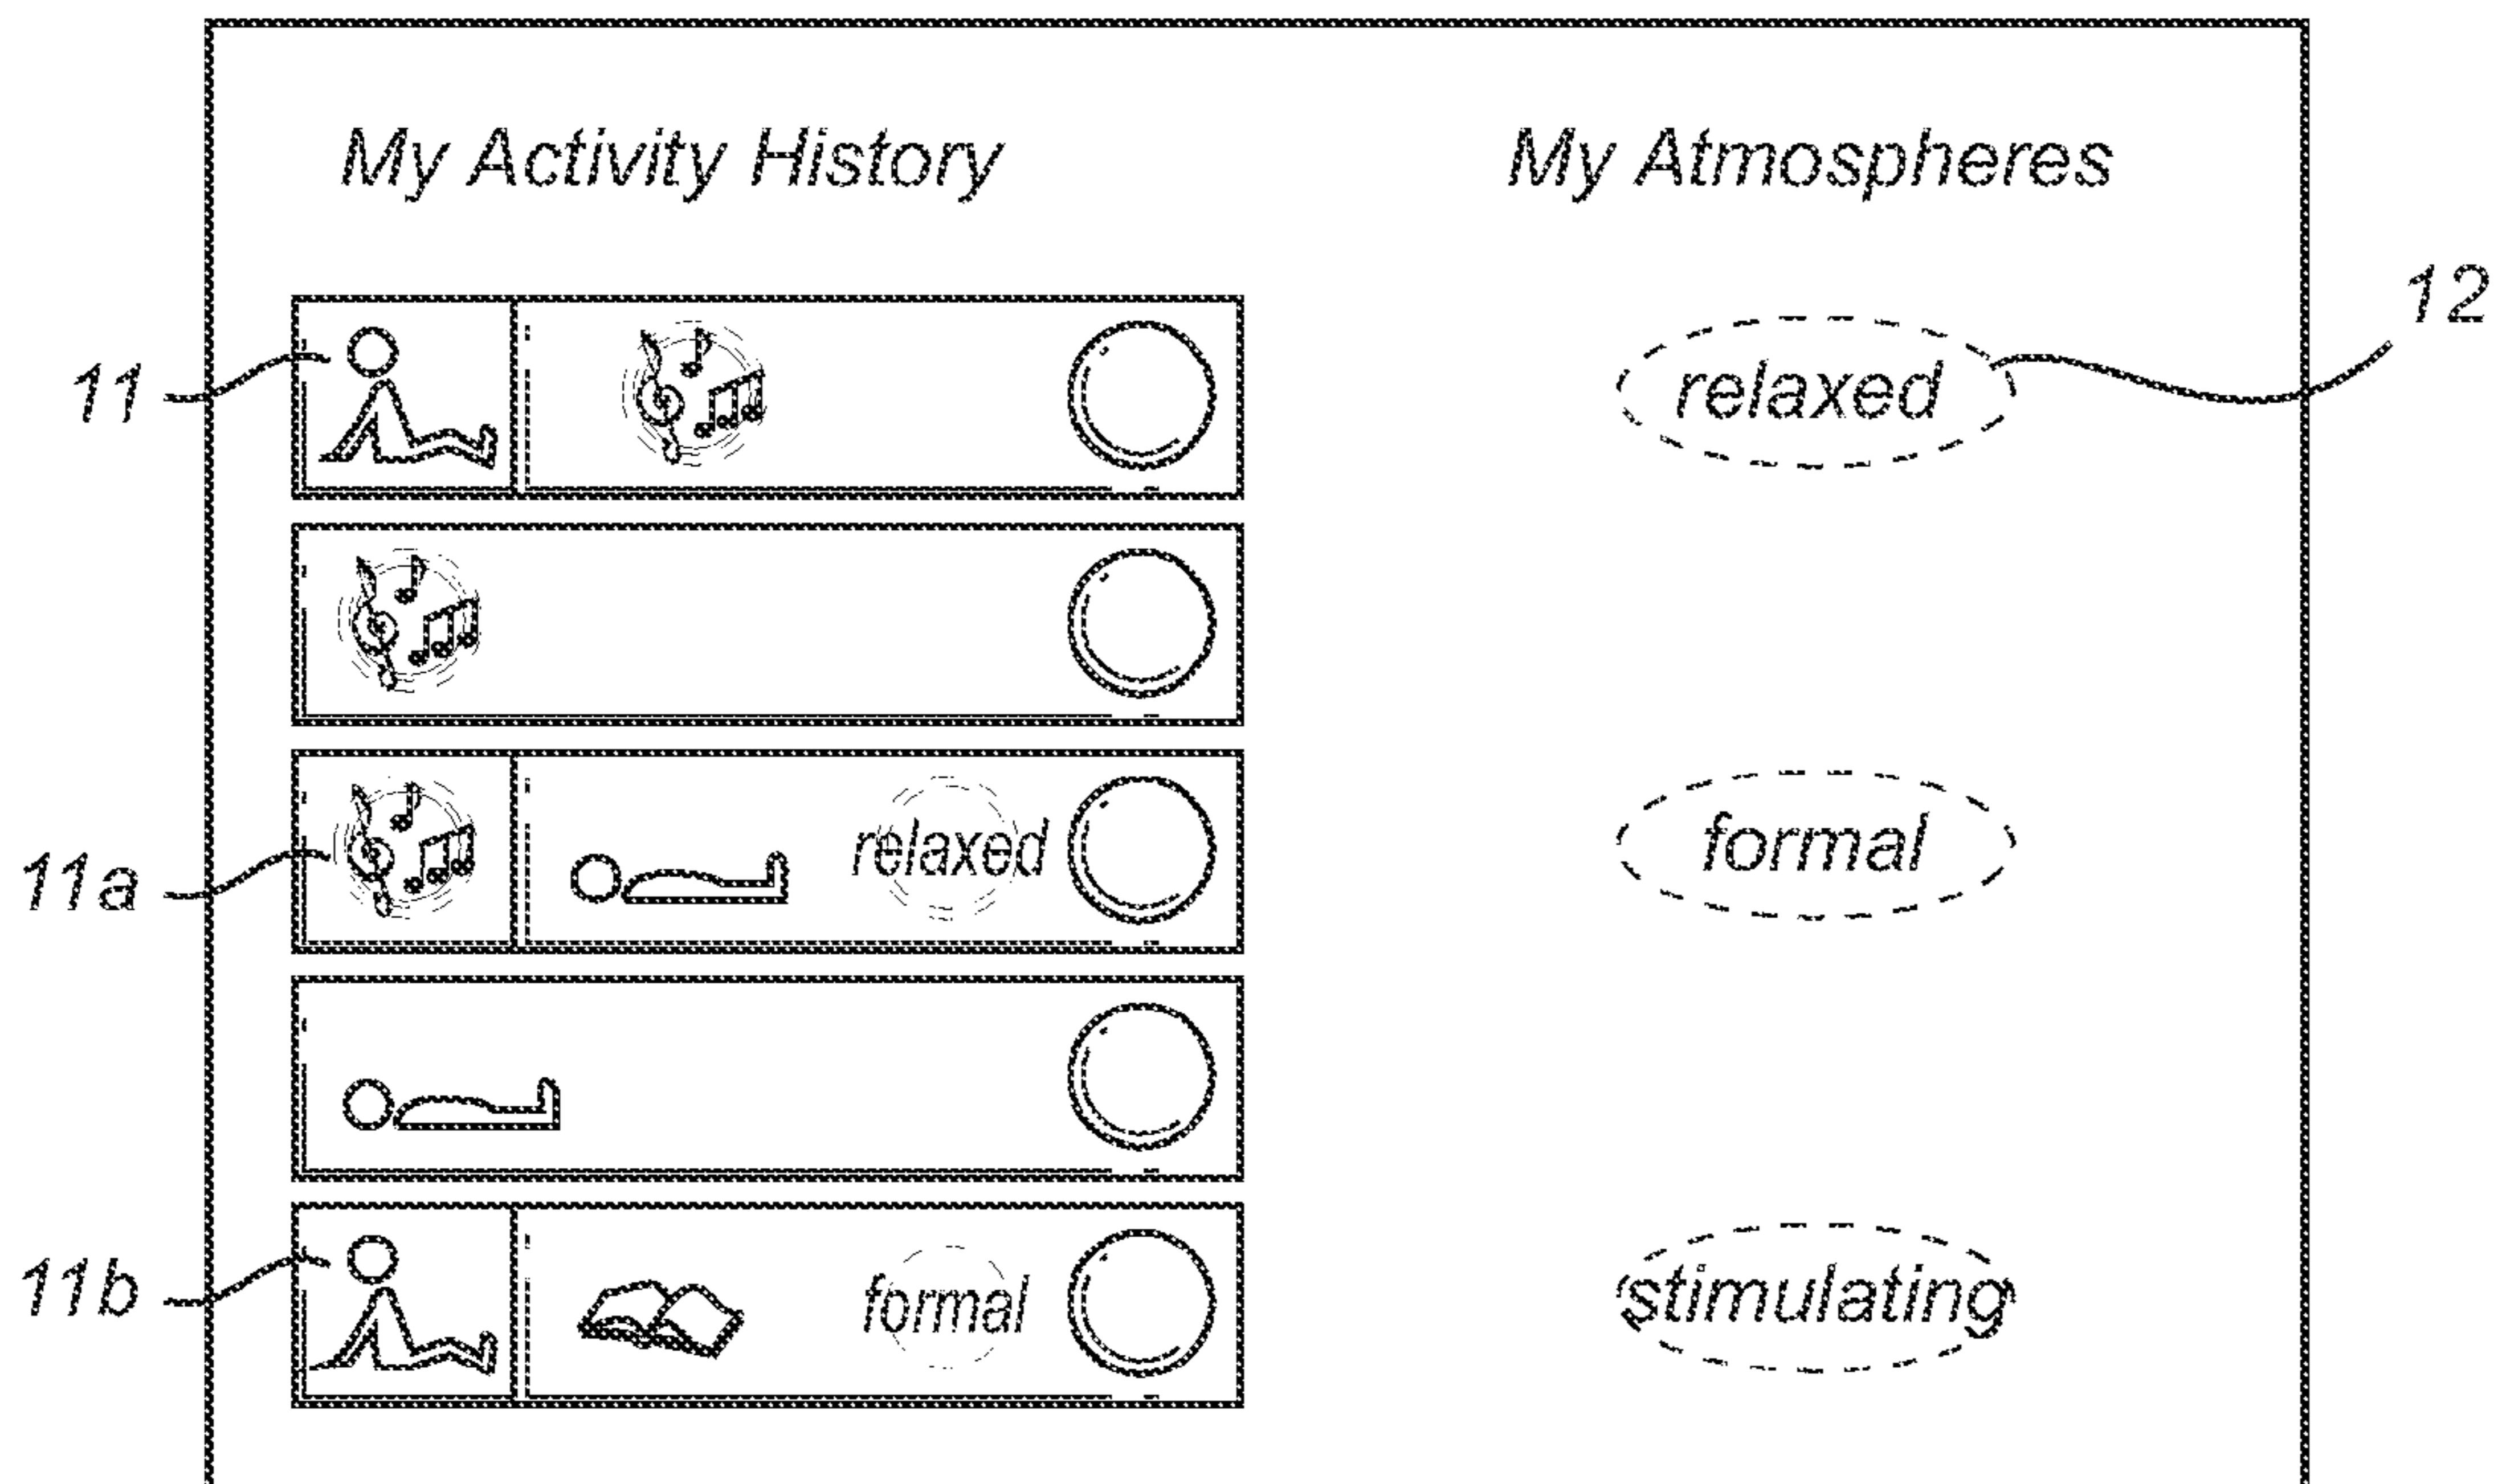 My Activity History
My Atmospheres
12
11
relaxed
11a
relaxed
formal
11b
formal
stimulating